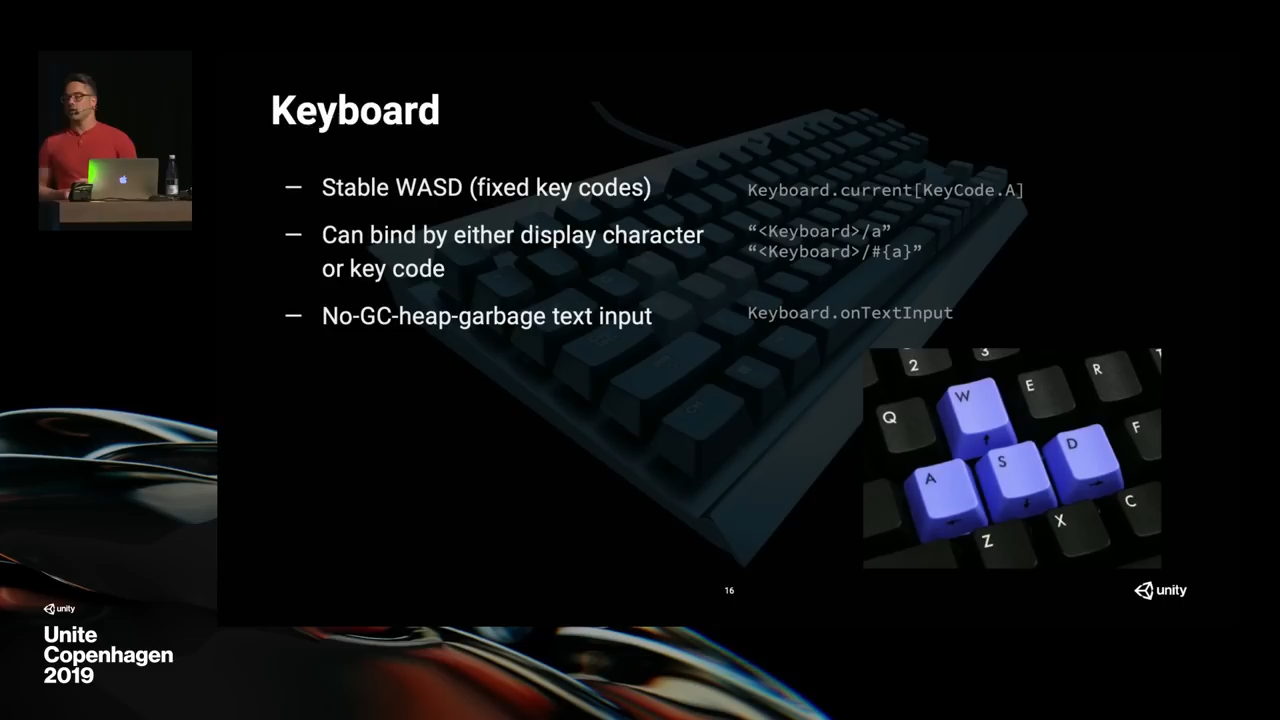 Keyboard
— Stable WASD (fixed key codes)
Keyboard.current[KeyCode.A]
— Can bind by either display character
or key code
“<Keyboard>/a”
“<Keyboard>/#{a}”
— No-GC-heap-garbage text input
Keyboard.onTextInput
2
3
Q
W
E
R
A
S
D
F
Z
X
C
16
unity
unity
Unite
Copenhagen
2019